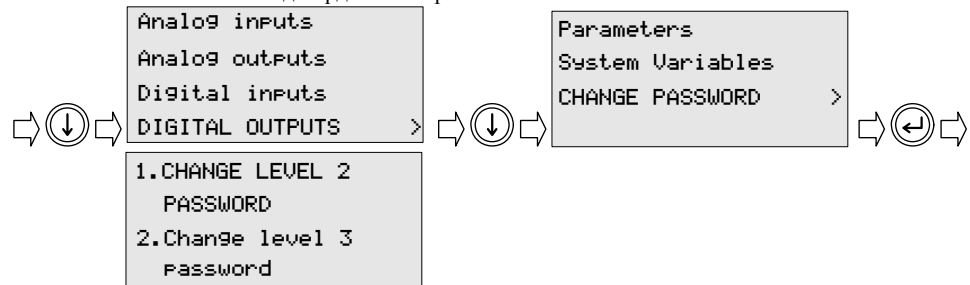 Analog inputs
Analog outputs
Digital inputs
DIGITAL OUTPUTS >
Parameters
System Variables
CHANGE PASSWORD >
1.CHANGE LEVEL 2
PASSWORD
2.Change level 3
password